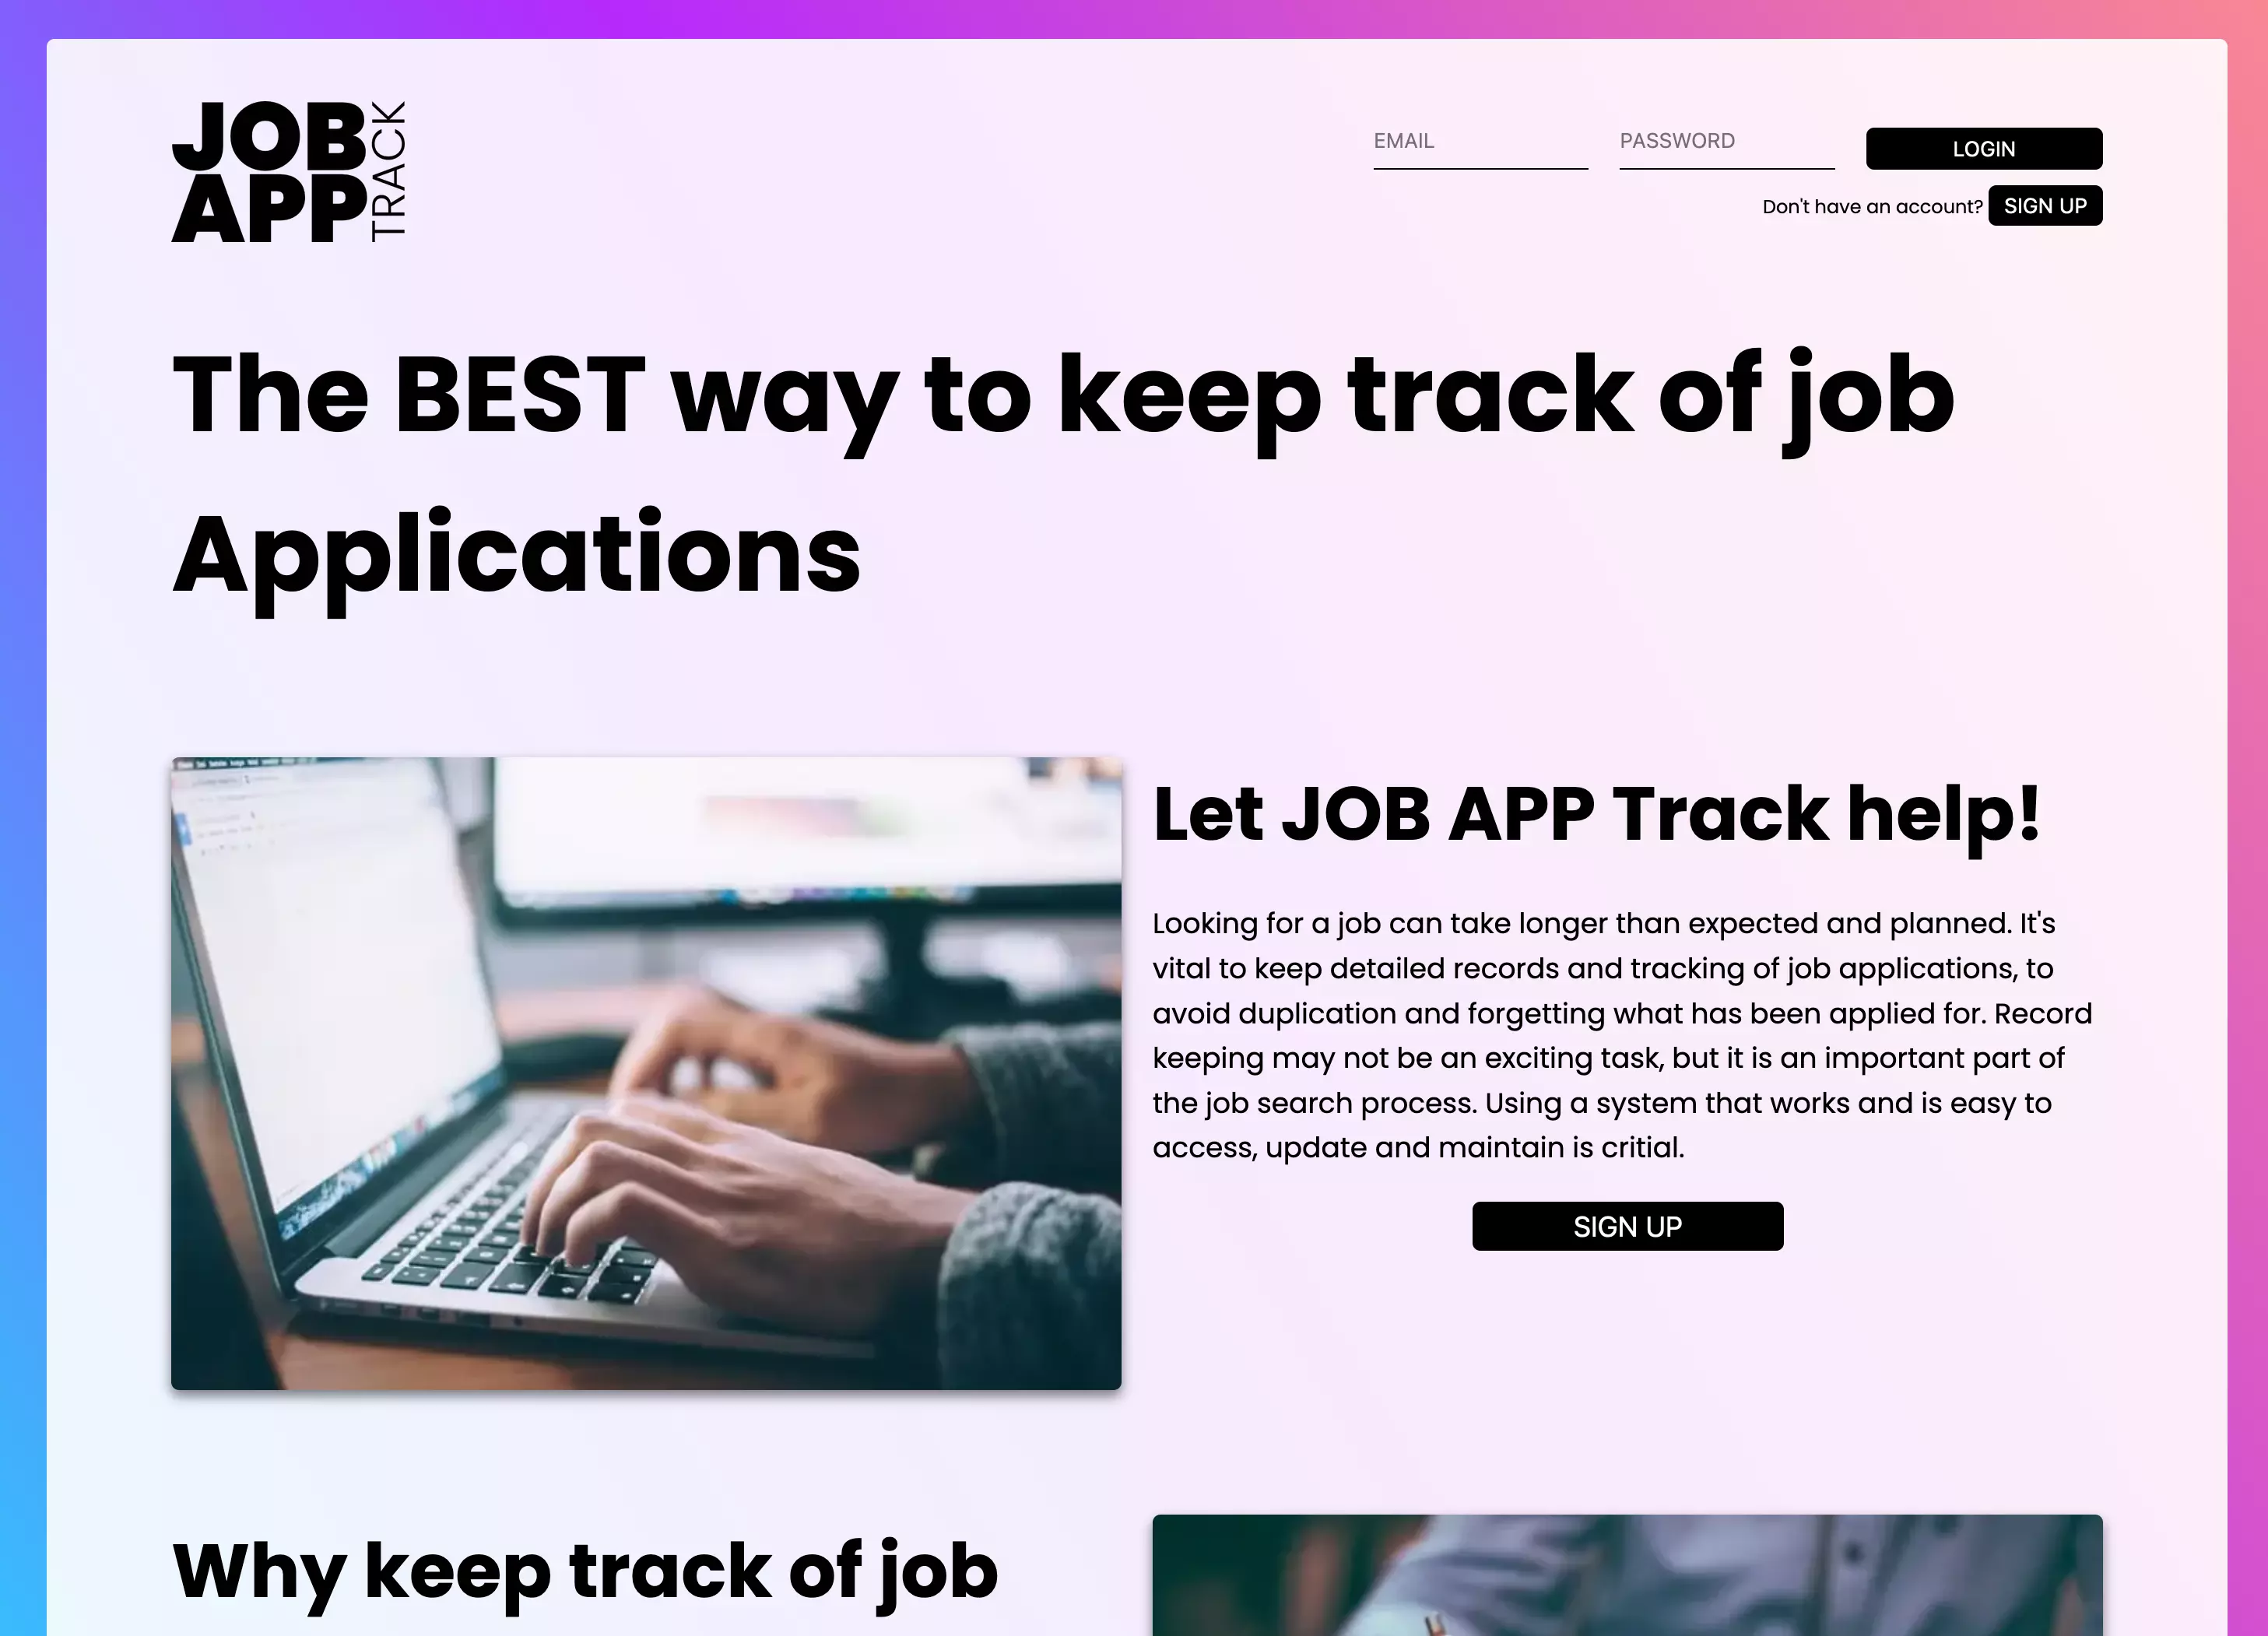 JOB
APP
TRACK
EMAIL
PASSWORD
LOGIN
Don't have an account? SIGN UP
The BEST way to keep track of job
Applications
Let JOB APP Track help!
Looking for a job can take longer than expected and planned. It's
vital to keep detailed records and tracking of job applications, to
avoid duplication and forgetting what has been applied for. Record
keeping may not be an exciting task, but it is an important part of
the job search process. Using a system that works and is easy to
access, update and maintain is critial.
SIGN UP
Why keep track of job